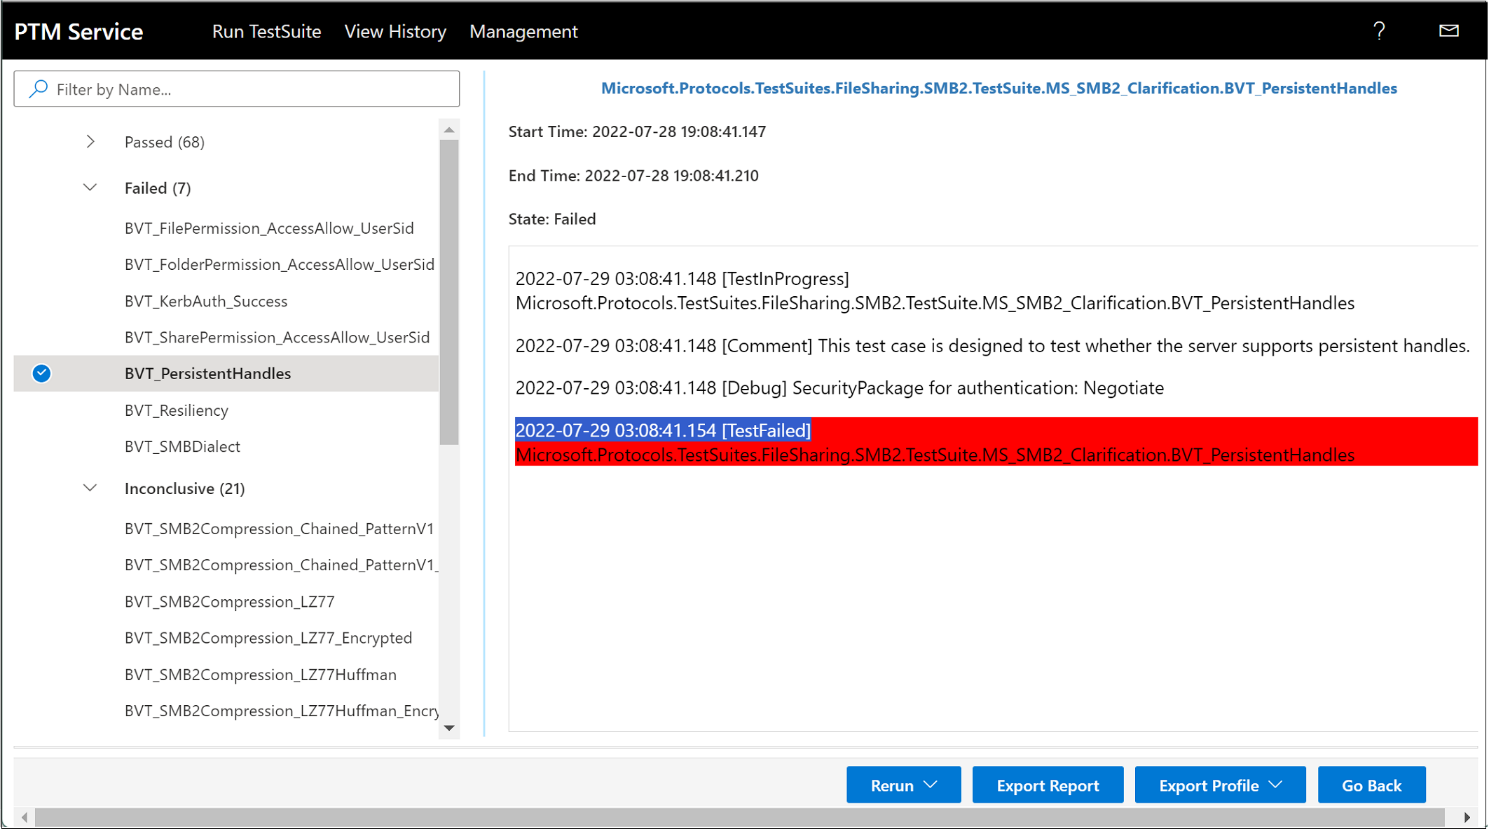 PTM Service
Run TestSuite
View History
Management
?
Filter by Name...
Passed (68)
Failed (7)
BVT_FilePermission_AccessAllow_UserSid
BVT_FolderPermission_AccessAllow_UserSid
BVT_KerbAuth_Success
BVT_SharePermission_AccessAllow_UserSid
BVT_PersistentHandles
BVT_Resiliency
BVT_SMBDialect
Inconclusive (21)
BVT_SMB2Compression_Chained_PatternV1
BVT_SMB2Compression_Chained_PatternV1_
BVT_SMB2Compression_LZ77
BVT_SMB2Compression_LZ77_Encrypted
BVT_SMB2Compression_LZ77Huffman
BVT_SMB2Compression_LZ77Huffman_Encry
Microsoft.Protocols.TestSuites.FileSharing.SMB2.TestSuite.MS_SMB2_Clarification.BVT_PersistentHandles
Start Time: 2022-07-28 19:08:41.147
End Time: 2022-07-28 19:08:41.210
State: Failed
2022-07-29 03:08:41.148 [TestInProgress]
Microsoft.Protocols.TestSuites.FileSharing.SMB2.TestSuite.MS_SMB2_Clarification.BVT_PersistentHandles
2022-07-29 03:08:41.148 [Comment] This test case is designed to test whether the server supports persistent handles.
2022-07-29 03:08:41.148 [Debug] SecurityPackage for authentication: Negotiate
2022-07-29 03:08:41.154 [TestFailed]
Microsoft.Protocols.TestSuites.FileSharing.SMB2.TestSuite.MS_SMB2_Clarification.BVT_PersistentHandles
Rerun
Export Report
Export Profile
Go Back